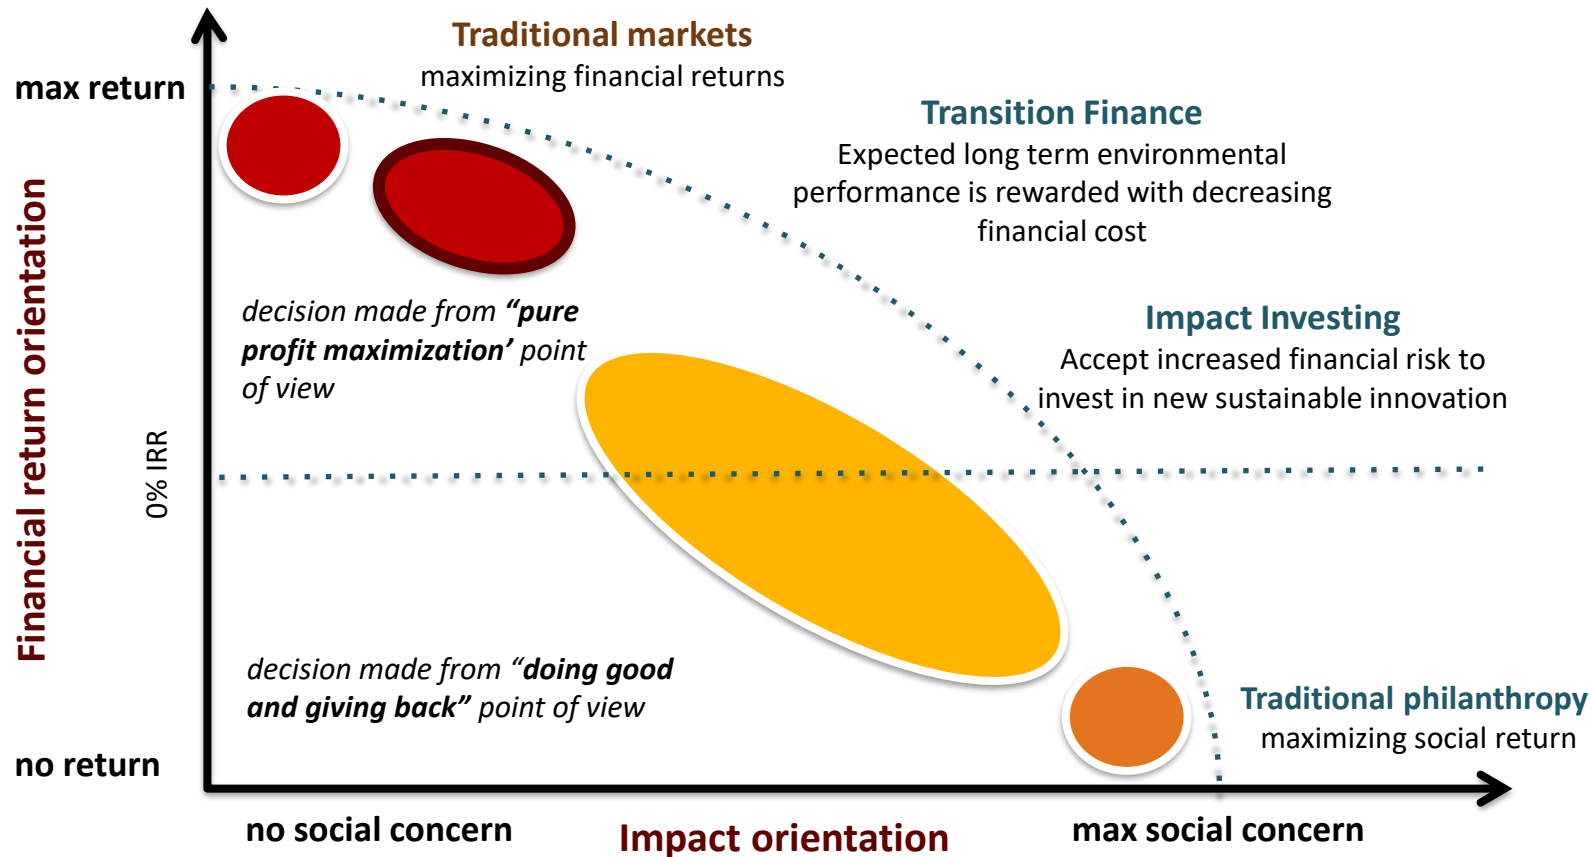 Traditional markets
maximizing financial returns
max return
Transition Finance
Expected long term environmental
performance is rewarded with decreasing
financial cost
Financial return orientation
decision made from “pure
profit maximization’ point
of view
Impact Investing
Accept increased financial risk to
invest in new sustainable innovation
0% IRR
decision made from “doing good
and giving back” point of view
Traditional philanthropy
maximizing social return
no return
no social concern
Impact orientation
max social concern